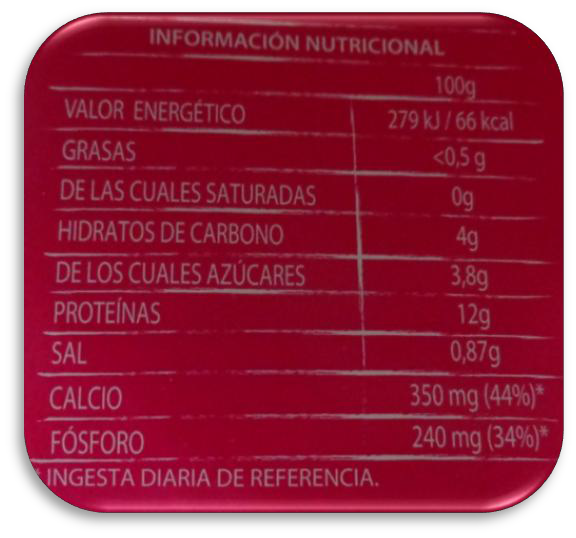 INFORMACIÓN NUTRICIONAL
100g
VALOR ENERGÉTICO 279 kJ / 66 kcal
GRASAS <0,5 g
DE LAS CUALES SATURADAS 0g
HIDRATOS DE CARBONO 4g
DE LOS CUALES AZÚCARES 3,8g
PROTEÍNAS 12g
SAL 0,87g
CALCIO 350 mg (44%)*
FÓSFORO 240 mg (34%)*
*INGESTA DIARIA DE REFERENCIA.